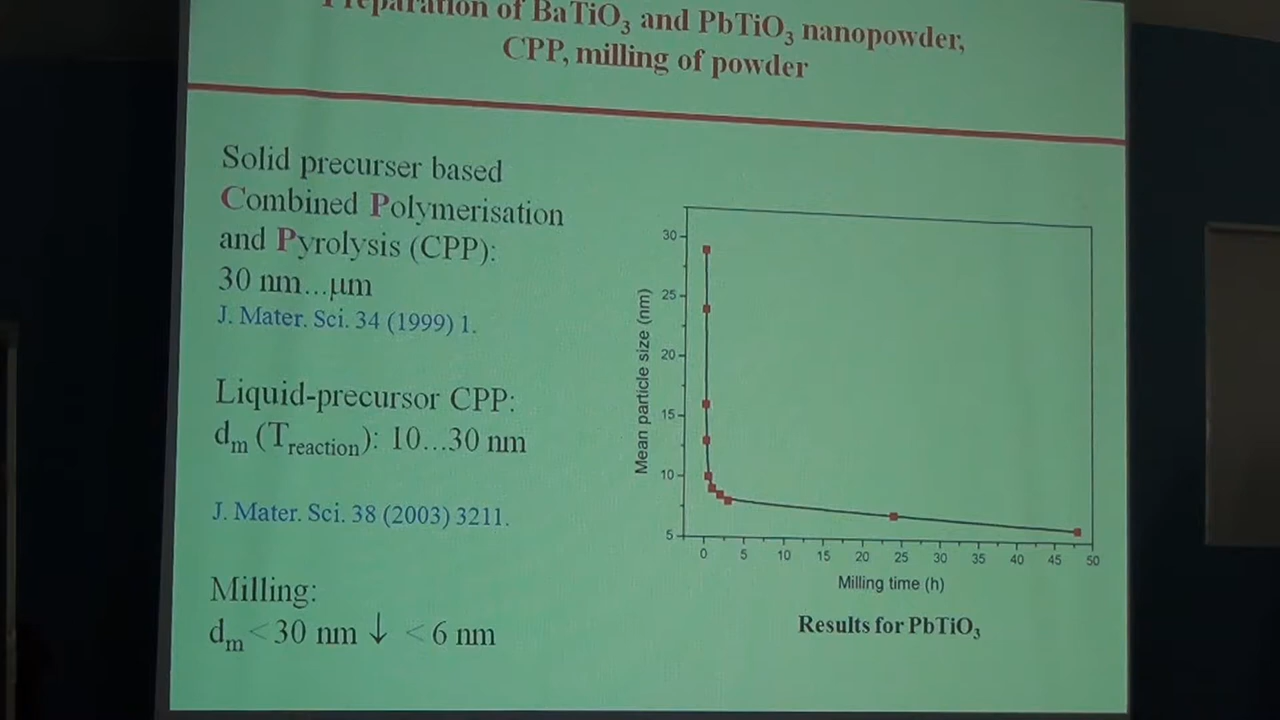 Preparation of BaTiO₃ and PbTiO₃ nanopowder,
CPP, milling of powder
Solid precurser based
Combined Polymerisation
and Pyrolysis (CPP):
30 nm...µm
J. Mater. Sci. 34 (1999) 1.
Liquid-precursor CPP:
dₘ (Treaction): 10...30 nm
J. Mater. Sci. 38 (2003) 3211.
Milling:
dₘ < 30 nm ↓ < 6 nm
Mean particle size (nm)
30
25
20
15
10
5
0 5 10 15 20 25 30 35 40 45 50
Milling time (h)
Results for PbTiO₃